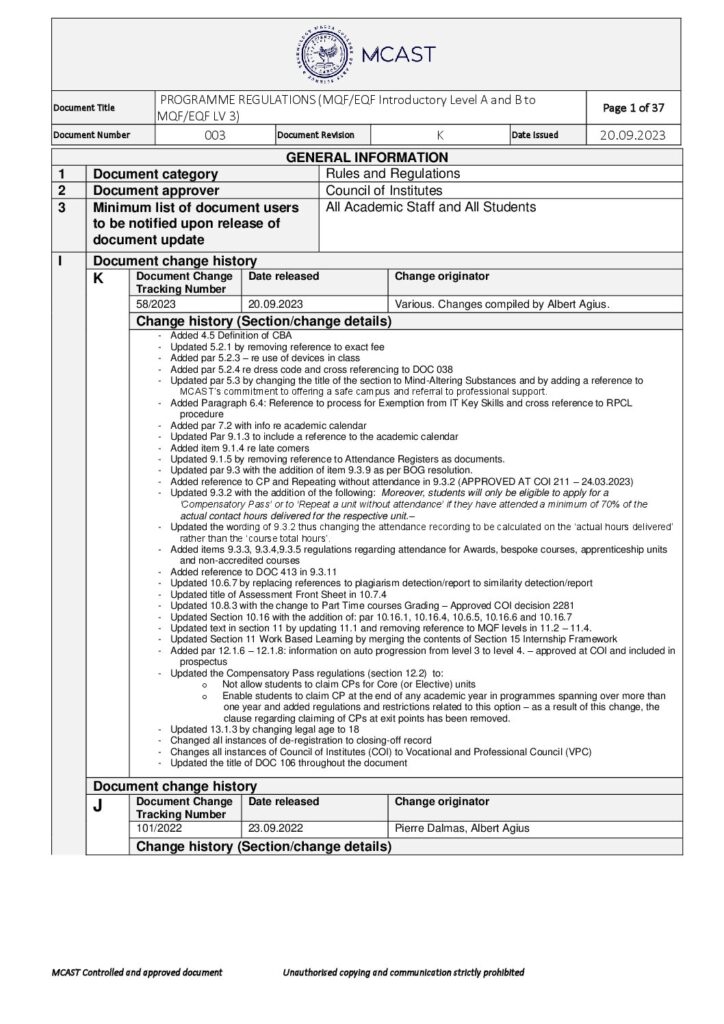 MCAST
Document Title
PROGRAMME REGULATIONS (MQF/EQF Introductory Level A and B to
MQF/EQF LV 3)
Page 1 of 37
Document Number
003
Document Revision
K
Date Issued
20.09.2023
GENERAL INFORMATION
1 Document category Rules and Regulations
2 Document approver Council of Institutes
3 Minimum list of document users All Academic Staff and All Students
to be notified upon release of
document update
I Document change history
K Document Change Date released Change originator
Tracking Number
58/2023 20.09.2023 Various. Changes compiled by Albert Agius.
Change history (Section/change details)
- Added 4.5 Definition of CBA
- Updated 5.2.1 by removing reference to exact fee
- Added par 5.2.3 – re use of devices in class
- Added par 5.2.4 re dress code and cross referencing to DOC 038
- Updated par 5.3 by changing the title of the section to Mind-Altering Substances and by adding a reference to
MCAST's commitment to offering a safe campus and referral to professional support.
- Added Paragraph 6.4: Reference to process for Exemption from IT Key Skills and cross reference to RPCL
procedure
- Added par 7.2 with info re academic calendar
- Updated Par 9.1.3 to include a reference to the academic calendar
- Added item 9.1.4 re late comers
- Updated 9.1.5 by removing reference to Attendance Registers as documents.
- Updated par 9.3 with the addition of item 9.3.9 as per BOG resolution.
- Added reference to CP and Repeating without attendance in 9.3.2 (APPROVED AT COI 211 – 24.03.2023)
- Updated 9.3.2 with the addition of the following: Moreover, students will only be eligible to apply for a
'Compensatory Pass' or to 'Repeat a unit without attendance' if they have attended a minimum of 70% of the
actual contact hours delivered for the respective unit.–
- Updated the wording of 9.3.2 thus changing the attendance recording to be calculated on the 'actual hours delivered'
rather than the 'course total hours'.
- Added items 9.3.3, 9.3.4,9.3.5 regulations regarding attendance for Awards, bespoke courses, apprenticeship units
and non-accredited courses
- Added reference to DOC 413 in 9.3.11
- Updated 10.6.7 by replacing references to plagiarism detection/report to similarity detection/report
- Updated title of Assessment Front Sheet in 10.7.4
- Updated 10.8.3 with the change to Part Time courses Grading – Approved COI decision 2281
- Updated Section 10.16 with the addition of: par 10.16.1, 10.16.4, 10.6.5, 10.16.6 and 10.16.7
- Updated text in section 11 by updating 11.1 and removing reference to MQF levels in 11.2 – 11.4.
- Updated Section 11 Work Based Learning by merging the contents of Section 15 Internship Framework
- Added par 12.1.6 – 12.1.8: information on auto progression from level 3 to level 4. – approved at COI and included in
prospectus
- Updated the Compensatory Pass regulations (section 12.2) to:
o Not allow students to claim CPs for Core (or Elective) units
o Enable students to claim CP at the end of any academic year in programmes spanning over more than
one year and added regulations and restrictions related to this option – as a result of this change, the
clause regarding claiming of CPs at exit points has been removed.
- Updated 13.1.3 by changing legal age to 18
- Changed all instances of de-registration to closing-off record
- Changes all instances of Council of Institutes (COI) to Vocational and Professional Council (VPC)
- Updated the title of DOC 106 throughout the document
Document change history
J Document Change Date released Change originator
Tracking Number
101/2022 23.09.2022 Pierre Dalmas, Albert Agius
Change history (Section/change details)
MCAST Controlled and approved document Unauthorised copying and communication strictly prohibited